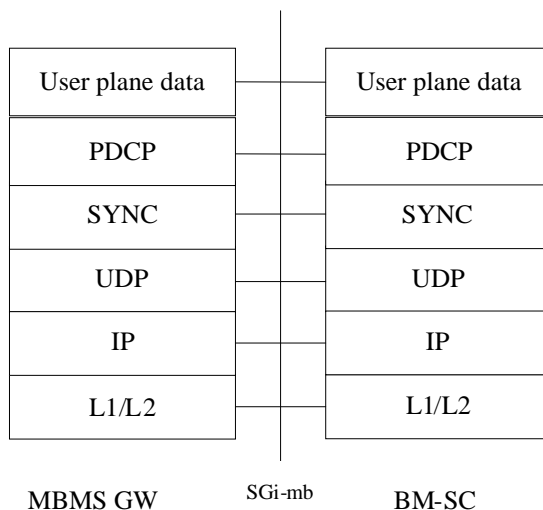 User plane data User plane data
PDCP PDCP
SYNC SYNC
UDP UDP
IP IP
L1/L2 L1/L2
MBMS GW SGi-mb BM-SC